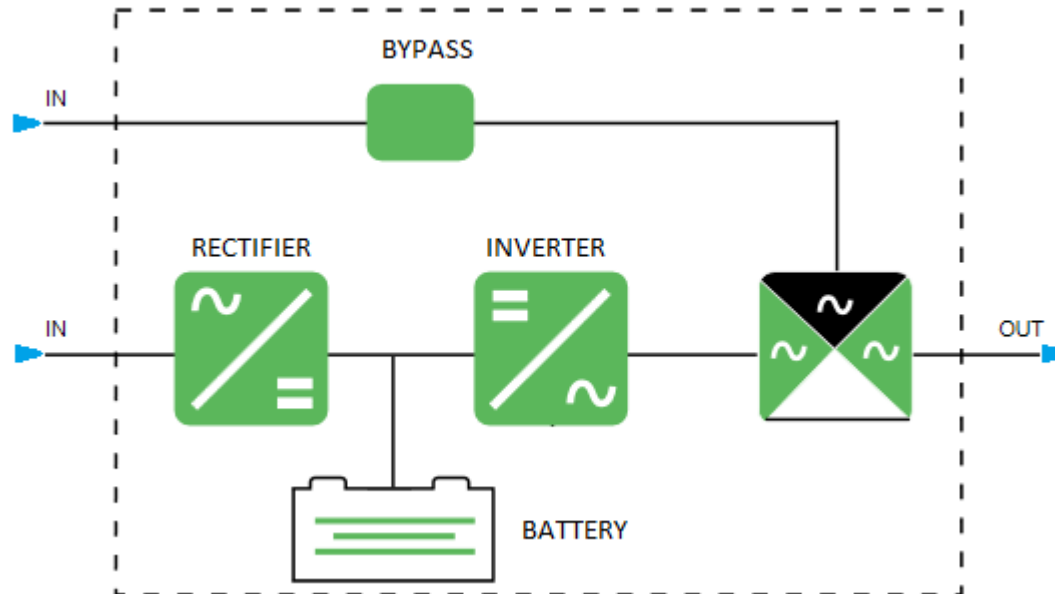 BYPASS
IN
RECTIFIER
INVERTER
IN
OUT
BATTERY